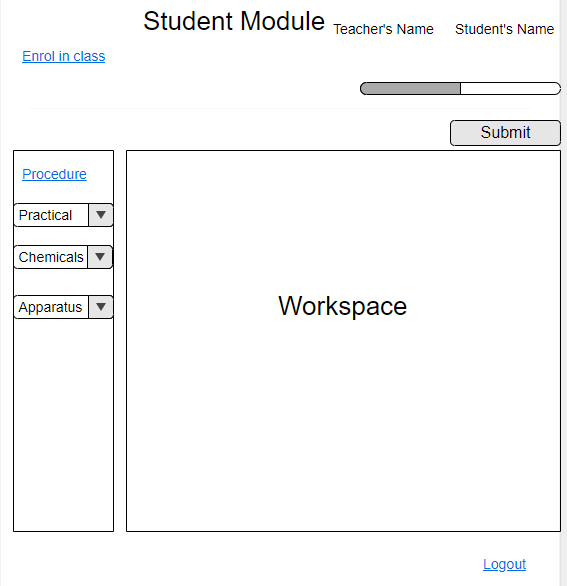 Student Module
Teacher's Name
Student's Name
Enrol in class
Submit
Procedure
Practical
Chemicals
Apparatus
Workspace
Logout